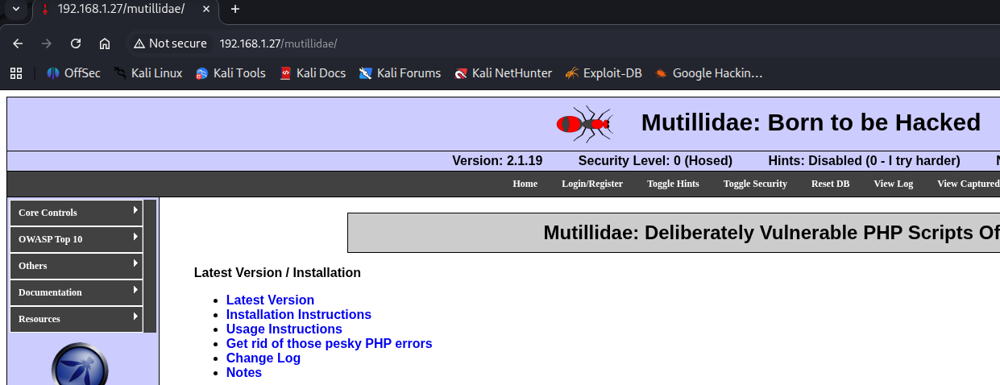 192.168.1.27/mutillidae/
Not secure 192.168.1.27/mutillidae/
OffSec Kali Linux Kali Tools Kali Docs Kali Forums Kali NetHunter Exploit-DB Google Hackin…
Mutillidae: Born to be Hacked
Version: 2.1.19 Security Level: 0 (Hosed) Hints: Disabled (0 - I try harder)
Home Login/Register Toggle Hints Toggle Security Reset DB View Log View Captured
Core Controls
OWASP Top 10
Others
Documentation
Resources
Mutillidae: Deliberately Vulnerable PHP Scripts Of
Latest Version / Installation
Latest Version
Installation Instructions
Usage Instructions
Get rid of those pesky PHP errors
Change Log
Notes